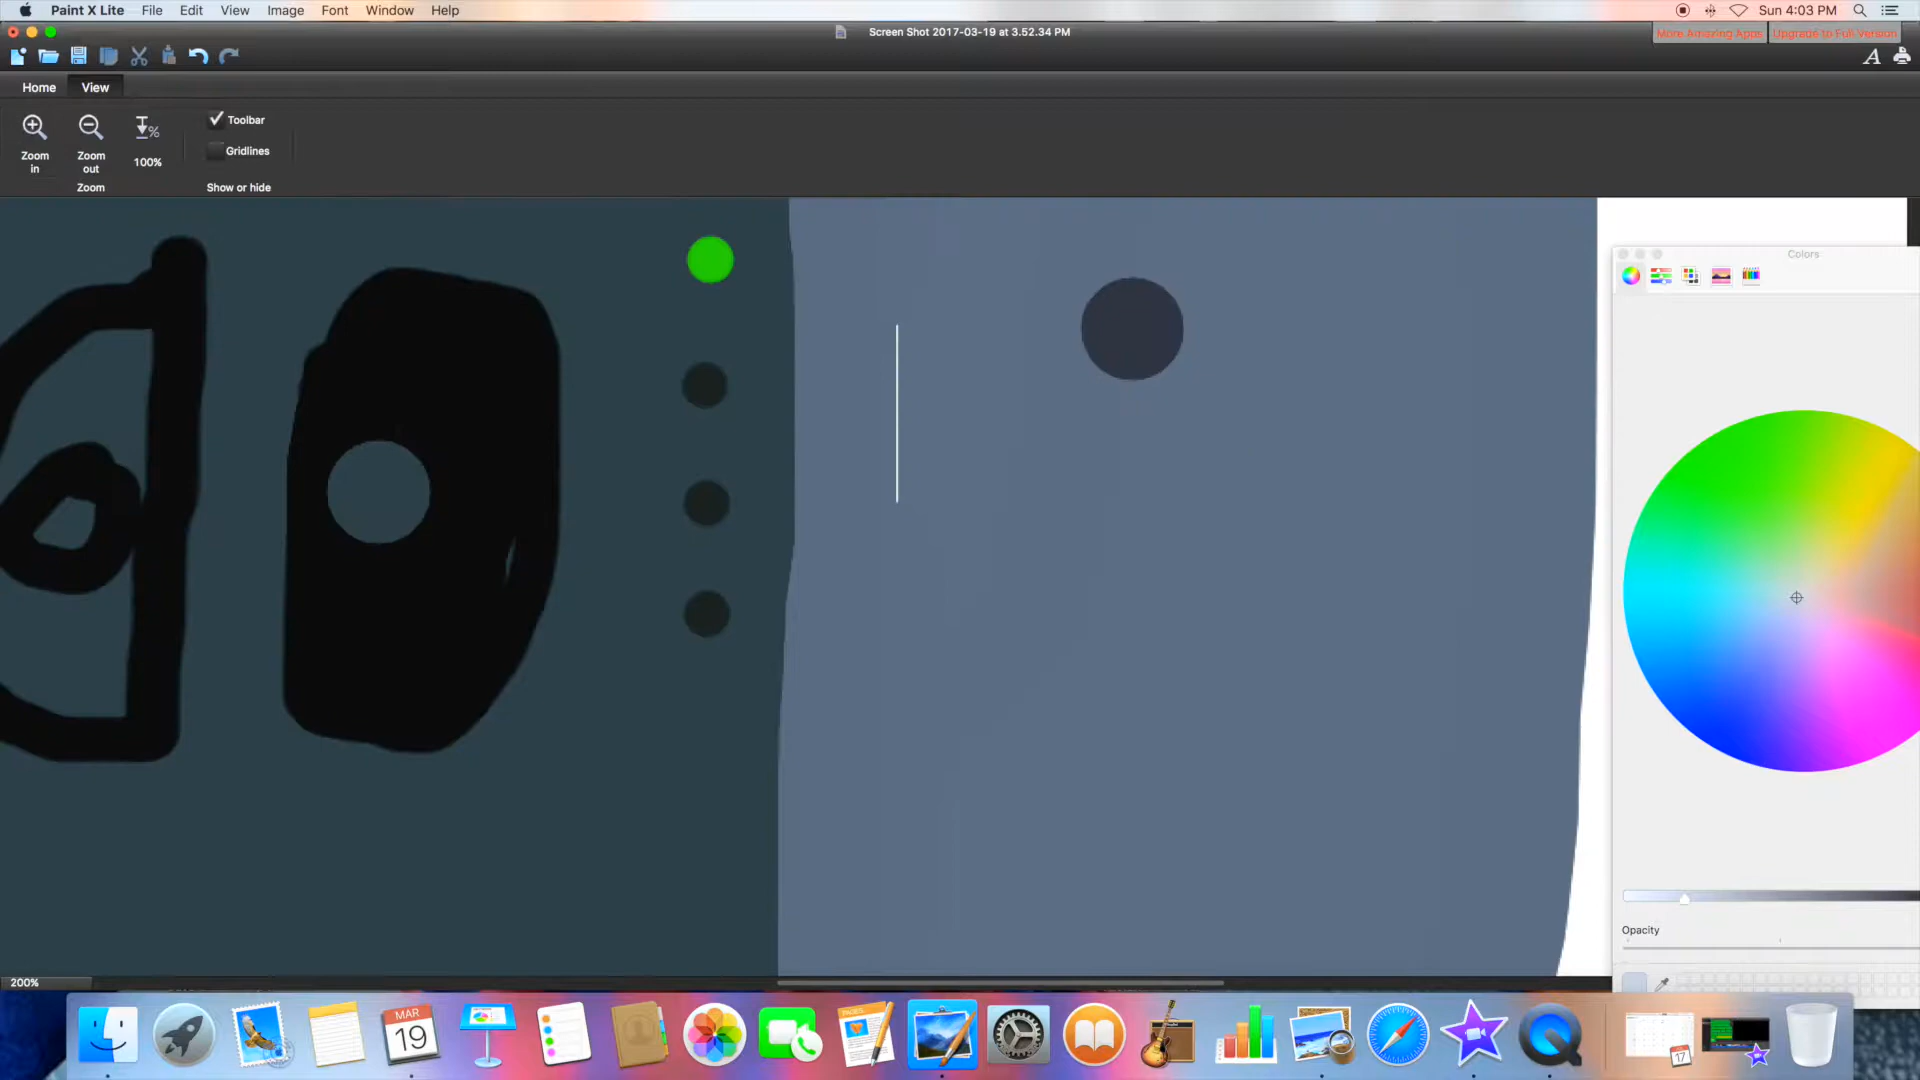 Paint X Lite File Edit View Image Font Window Help Sun 4:03 PM
Screen Shot 2017-03-19 at 3.52.34 PM
More Amazing Apps Upgrade to Full Version
A
Home View
Zoom in Zoom out 100% Toolbar
Gridlines
Zoom Show or hide
Colors
Opacity
200%
MAR
19
PAGES
17